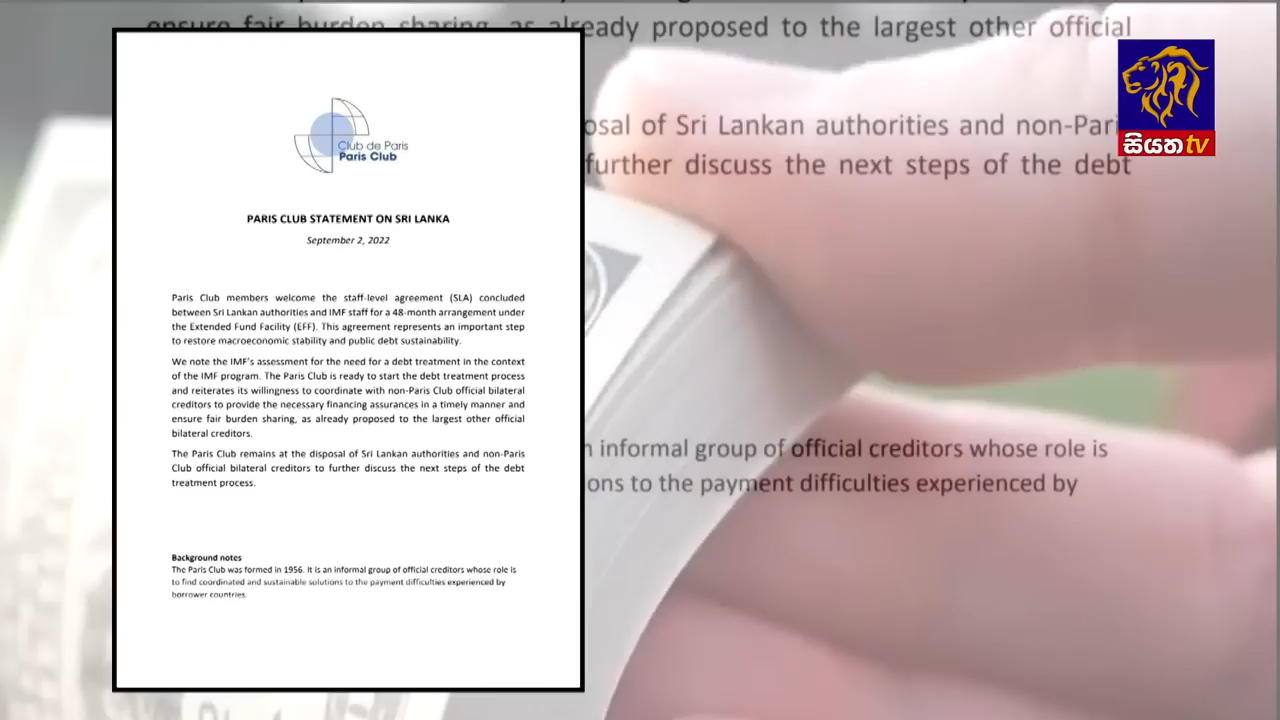 ensure fair burden sharing, as already proposed to the largest other official
osal of Sri Lankan authorities and non-Pari
further discuss the next steps of the debt
n informal group of official creditors whose role is
ons to the payment difficulties experienced by
සියත tv
Club de Paris
Paris Club
PARIS CLUB STATEMENT ON SRI LANKA
September 2, 2022
Paris Club members welcome the staff-level agreement (SLA) concluded
between Sri Lankan authorities and IMF staff for a 48-month arrangement under
the Extended Fund Facility (EFF). This agreement represents an important step
to restore macroeconomic stability and public debt sustainability.
We note the IMF's assessment for the need for a debt treatment in the context
of the IMF program. The Paris Club is ready to start the debt treatment process
and reiterates its willingness to coordinate with non-Paris Club official bilateral
creditors to provide the necessary financing assurances in a timely manner and
ensure fair burden sharing, as already proposed to the largest other official
bilateral creditors.
The Paris Club remains at the disposal of Sri Lankan authorities and non-Paris
Club official bilateral creditors to further discuss the next steps of the debt
treatment process.
Background notes
The Paris Club was formed in 1956. It is an informal group of official creditors whose role is
to find coordinated and sustainable solutions to the payment difficulties experienced by
borrower countries.